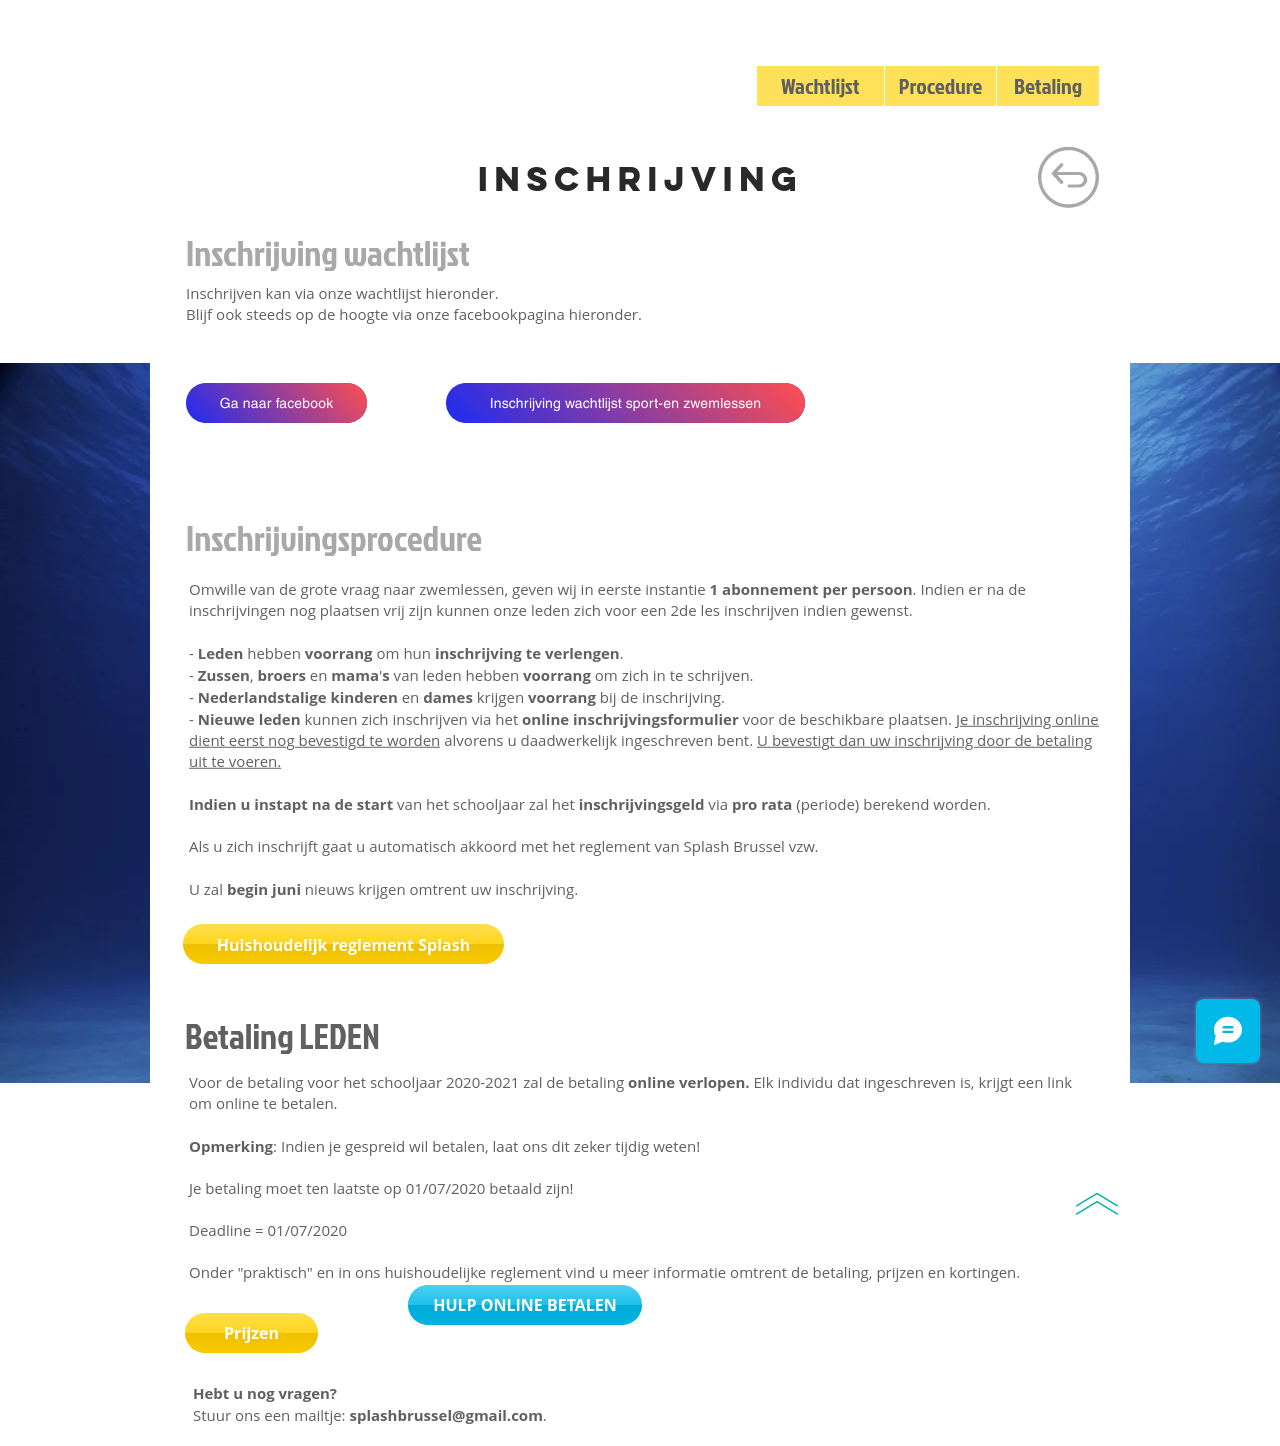 Wachtlijst Procedure Betaling
INSCHRIJVING
Inschrijving wachtlijst
Inschrijven kan via onze wachtlijst hieronder.
Blijf ook steeds op de hoogte via onze facebookpagina hieronder.
Ga naar facebook Inschrijving wachtlijst sport-en zwemlessen
Inschrijvingsprocedure
Omwille van de grote vraag naar zwemlessen, geven wij in eerste instantie 1 abonnement per persoon. Indien er na de
inschrijvingen nog plaatsen vrij zijn kunnen onze leden zich voor een 2de les inschrijven indien gewenst.
- Leden hebben voorrang om hun inschrijving te verlengen.
- Zussen, broers en mama's van leden hebben voorrang om zich in te schrijven.
- Nederlandstalige kinderen en dames krijgen voorrang bij de inschrijving.
- Nieuwe leden kunnen zich inschrijven via het online inschrijvingsformulier voor de beschikbare plaatsen. Je inschrijving online
dient eerst nog bevestigd te worden alvorens u daadwerkelijk ingeschreven bent. U bevestigt dan uw inschrijving door de betaling
uit te voeren.
Indien u instapt na de start van het schooljaar zal het inschrijvingsgeld via pro rata (periode) berekend worden.
Als u zich inschrijft gaat u automatisch akkoord met het reglement van Splash Brussel vzw.
U zal begin juni nieuws krijgen omtrent uw inschrijving.
Huishoudelijk reglement Splash
Betaling LEDEN
Voor de betaling voor het schooljaar 2020-2021 zal de betaling online verlopen. Elk individu dat ingeschreven is, krijgt een link
om online te betalen.
Opmerking: Indien je gespreid wil betalen, laat ons dit zeker tijdig weten!
Je betaling moet ten laatste op 01/07/2020 betaald zijn!
Deadline = 01/07/2020
Onder "praktisch" en in ons huishoudelijke reglement vind u meer informatie omtrent de betaling, prijzen en kortingen.
HULP ONLINE BETALEN
Prijzen
Hebt u nog vragen?
Stuur ons een mailtje: splashbrussel@gmail.com.